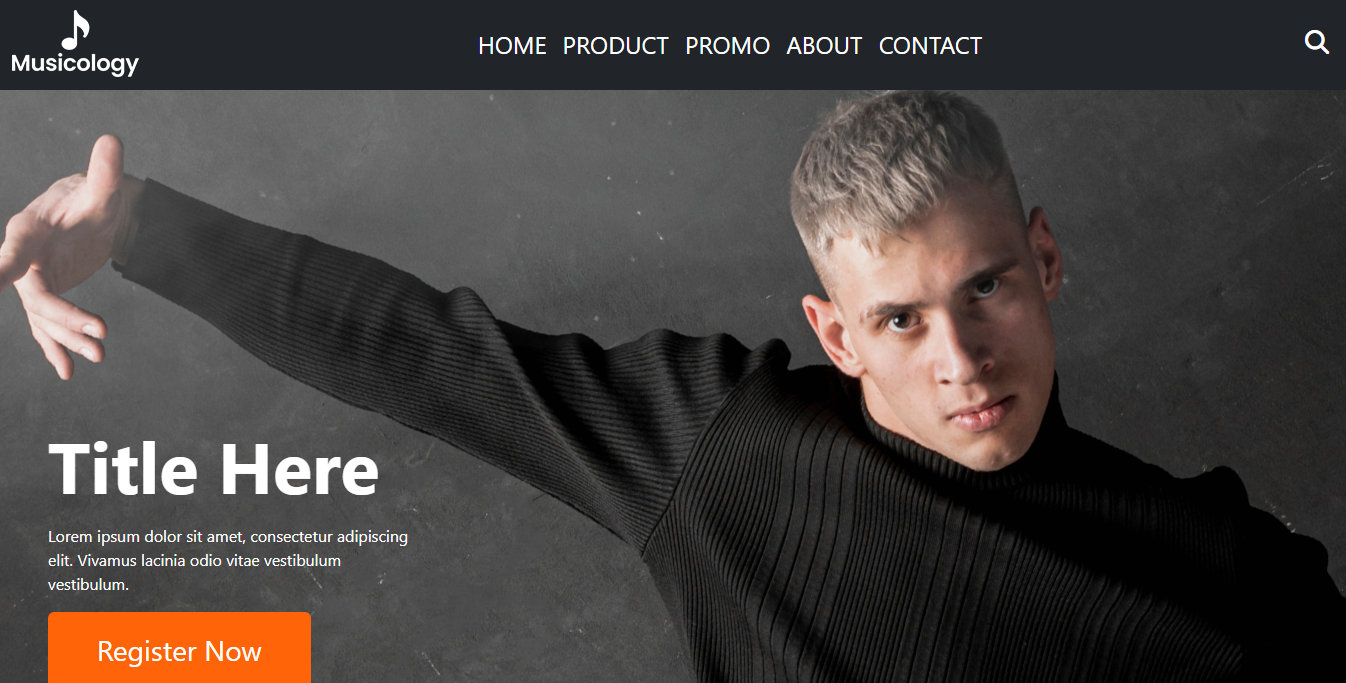 Musicology
HOME PRODUCT PROMO ABOUT CONTACT
Title Here
Lorem ipsum dolor sit amet, consectetur adipiscing
elit. Vivamus lacinia odio vitae vestibulum
vestibulum.
Register Now